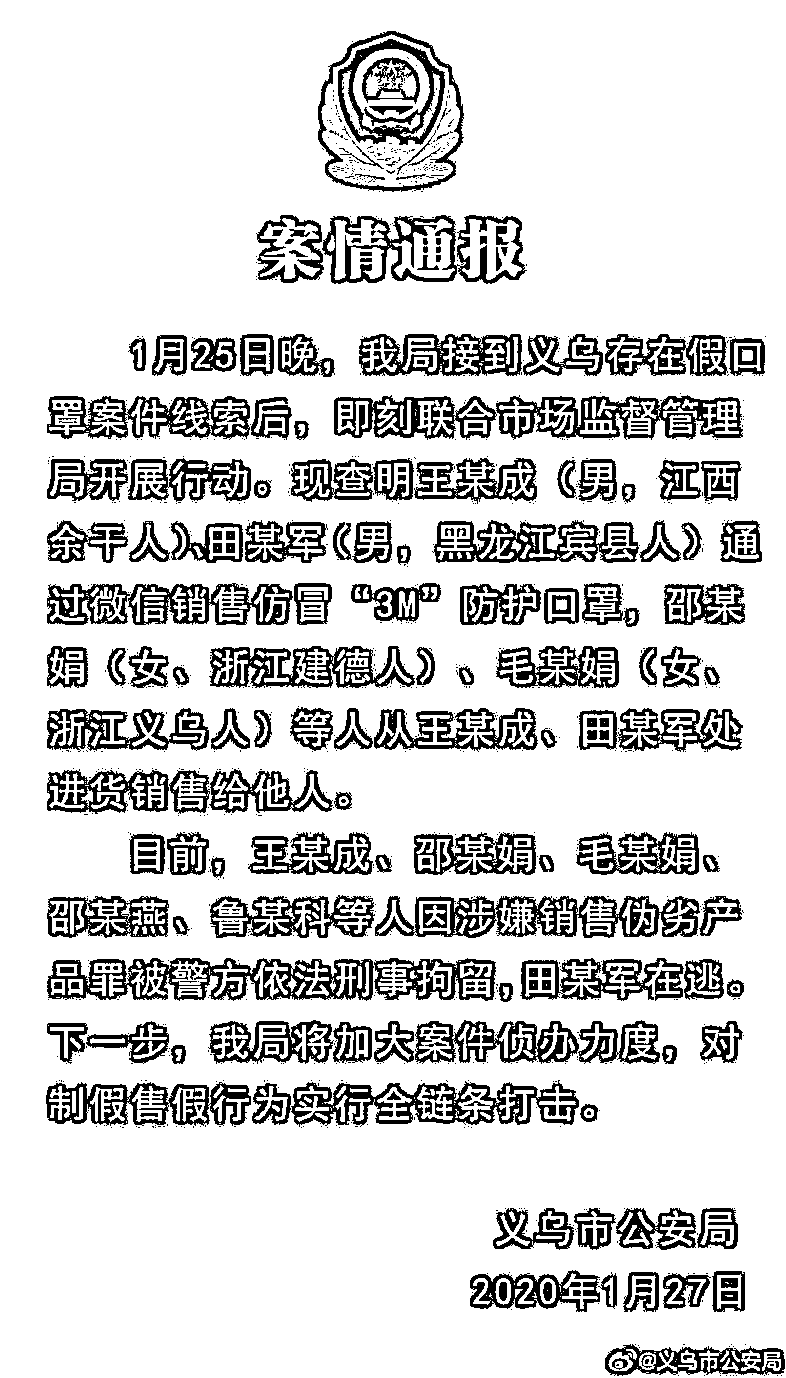 案情通报
1月25日晚，我局接到义乌存在假口
罩案件线索后，即刻联合市场监督管理
局开展行动。现查明王某成（男，江西
余干人）、田某军（男，黑龙江宾县人）通
过微信销售仿冒“3M”防护口罩，邵某
娟（女、浙江建德人）、毛某娟（女、
浙江义乌人）等人从王某成、田某军处
进货销售给他人。
目前，王某成、邵某娟、毛某娟、
邵某燕、鲁某科等人因涉嫌销售伪劣产
品罪被警方依法刑事拘留，田某军在逃。
下一步，我局将加大案件侦办力度，对
制假售假行为实行全链条打击。
义乌市公安局
2020年1月27日
@义乌市公安局